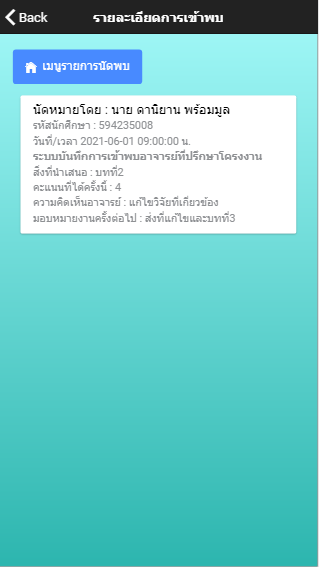 Back
รายละเอียดการเข้าพบ
เมนูรายการนัดพบ
นัดหมายโดย : นาย ดานิยาน พร้อมมูล
รหัสนักศึกษา : 594235008
วันที่/เวลา 2021-06-01 09:00:00 น.
ระบบบันทึกการเข้าพบอาจารย์ที่ปรึกษาโครงงาน
สิ่งที่นำเสนอ : บทที่2
คะแนนที่ได้ครั้งนี้ : 4
ความคิดเห็นอาจารย์ : แก้ไขวิจัยที่เกี่ยวข้อง
มอบหมายงานครั้งต่อไป : ส่งที่แก้ไขและบทที่3